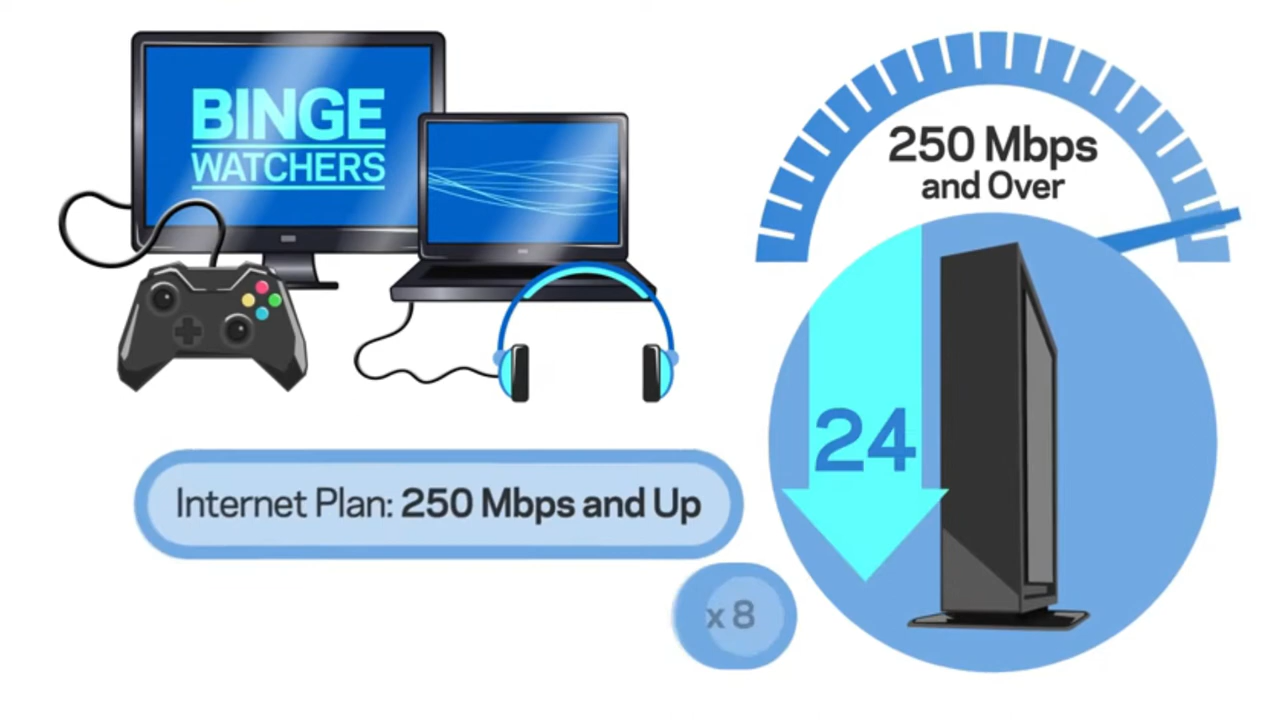 BINGE
WATCHERS
250 Mbps
and Over
24
Internet Plan: 250 Mbps and Up
x 8